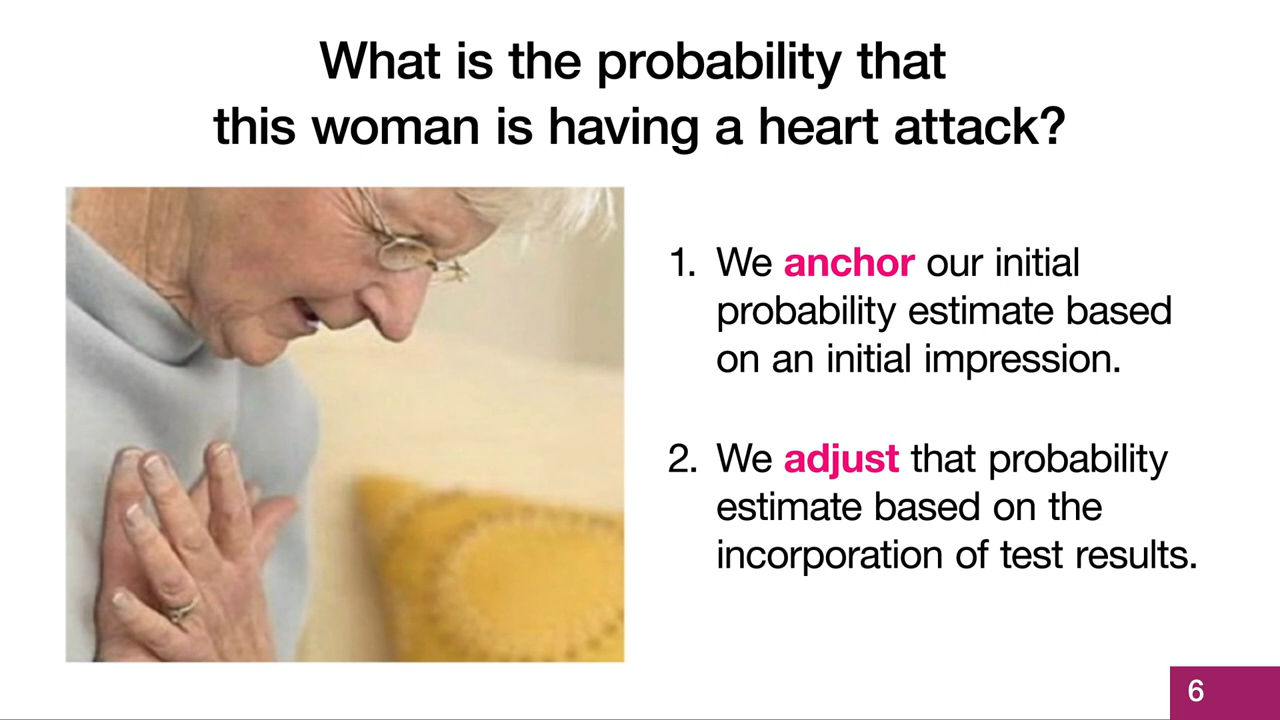 What is the probability that
this woman is having a heart attack?
1. We anchor our initial
probability estimate based
on an initial impression.
2. We adjust that probability
estimate based on the
incorporation of test results.
6